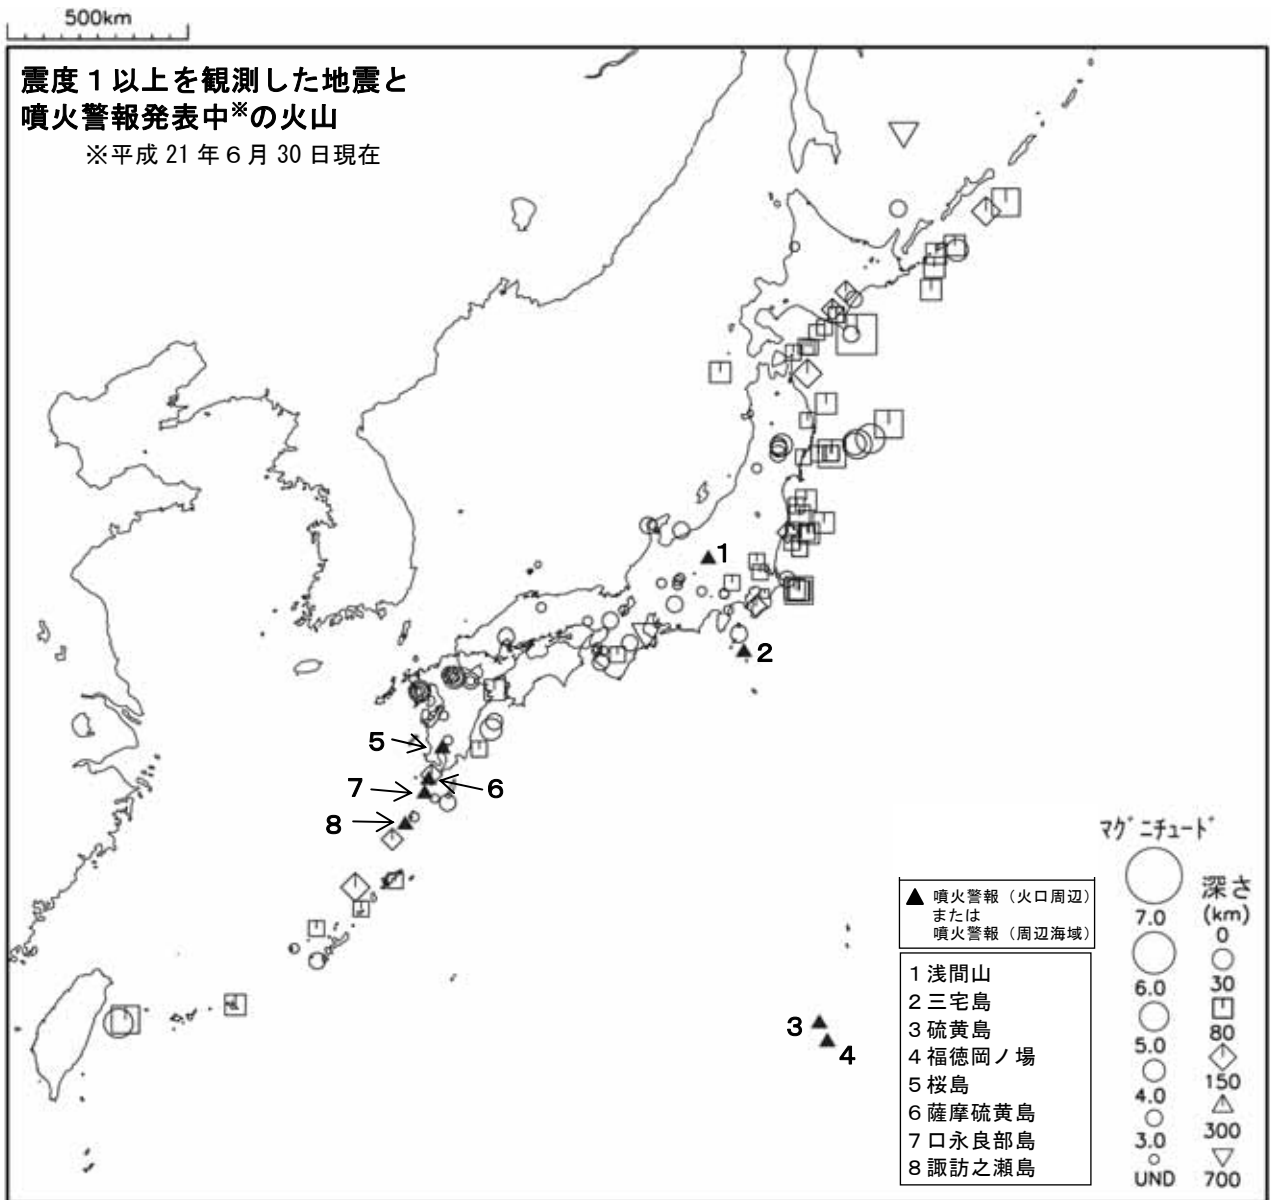 500km
震度１以上を観測した地震と
噴火警報発表中※の火山
※平成 21 年６月 30 日現在
1
2
5
7
6
8
3
4
▲ 噴火警報（火口周辺）
または
噴火警報（周辺海域）
1 浅間山
2 三宅島
3 硫黄島
4 福徳岡ノ場
5 桜島
6 薩摩硫黄島
7 口永良部島
8 諏訪之瀬島
マグニチュード
7.0
6.0
5.0
4.0
3.0
UND
深さ
(km)
0
30
80
150
300
700